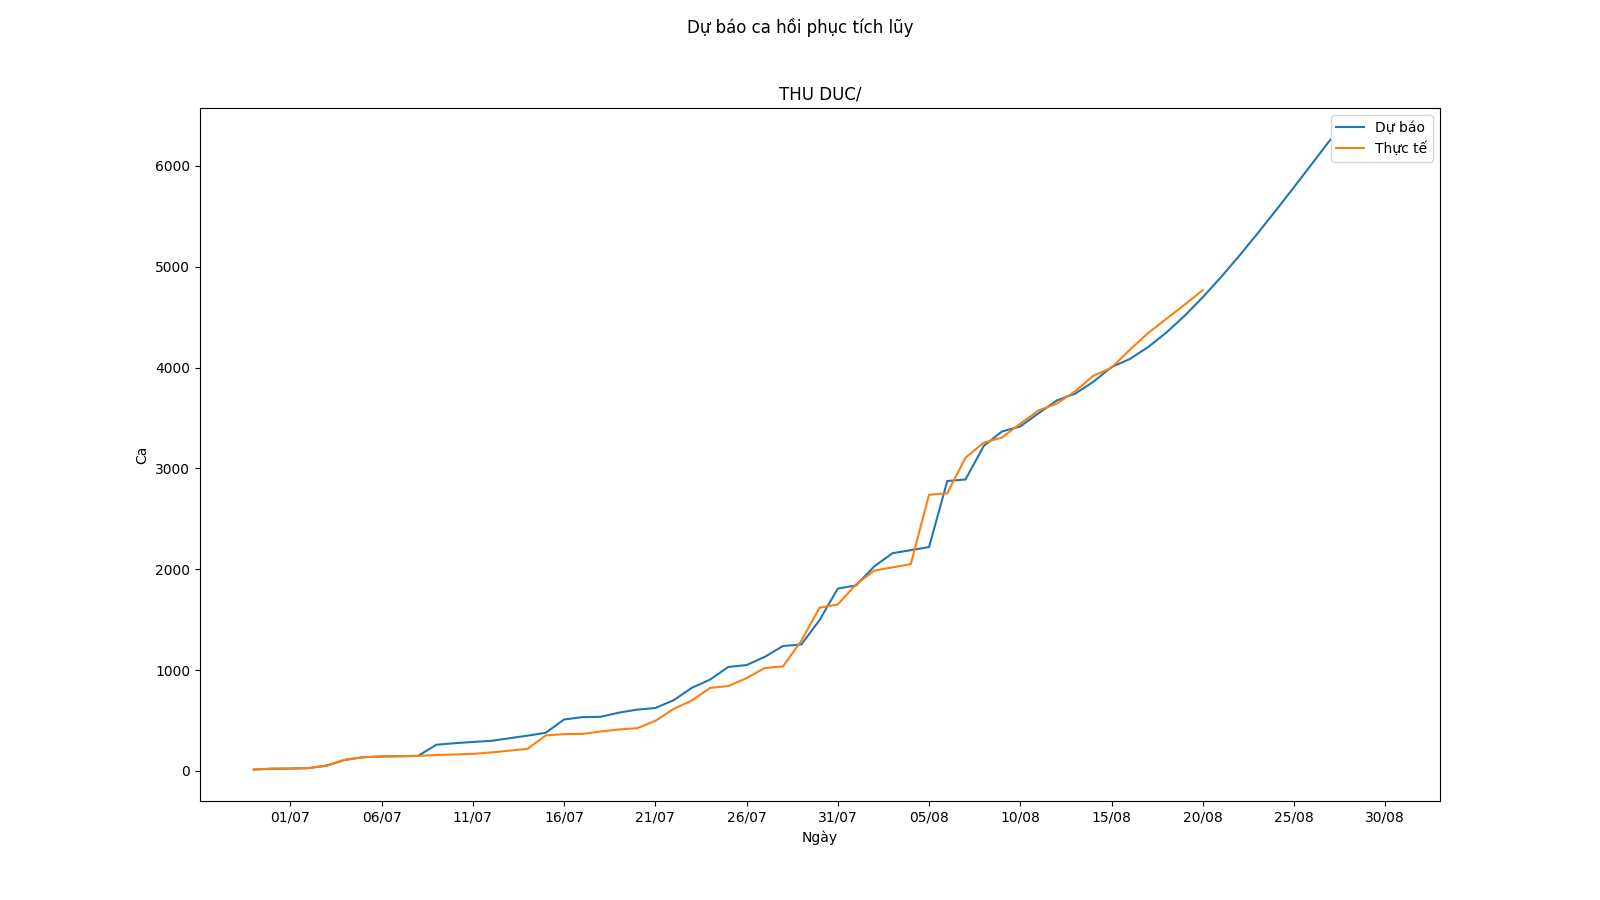 Dự báo ca hồi phục tích lũy
THU DUC/
Dự báo
Thực tế
6000
5000
4000
3000
2000
1000
0
Ca
01/07 06/07 11/07 16/07 21/07 26/07 31/07 05/08 10/08 15/08 20/08 25/08 30/08
Ngày